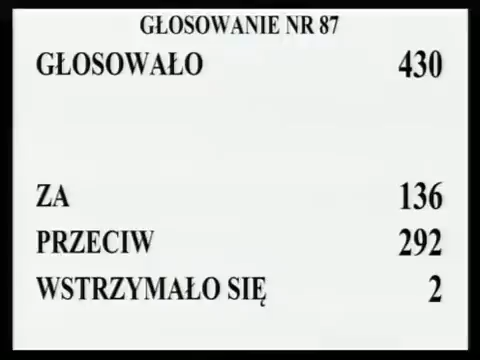 GŁOSOWANIE NR 87
GŁOSOWAŁO 430
ZA 136
PRZECIW 292
WSTRZYMAŁO SIĘ 2